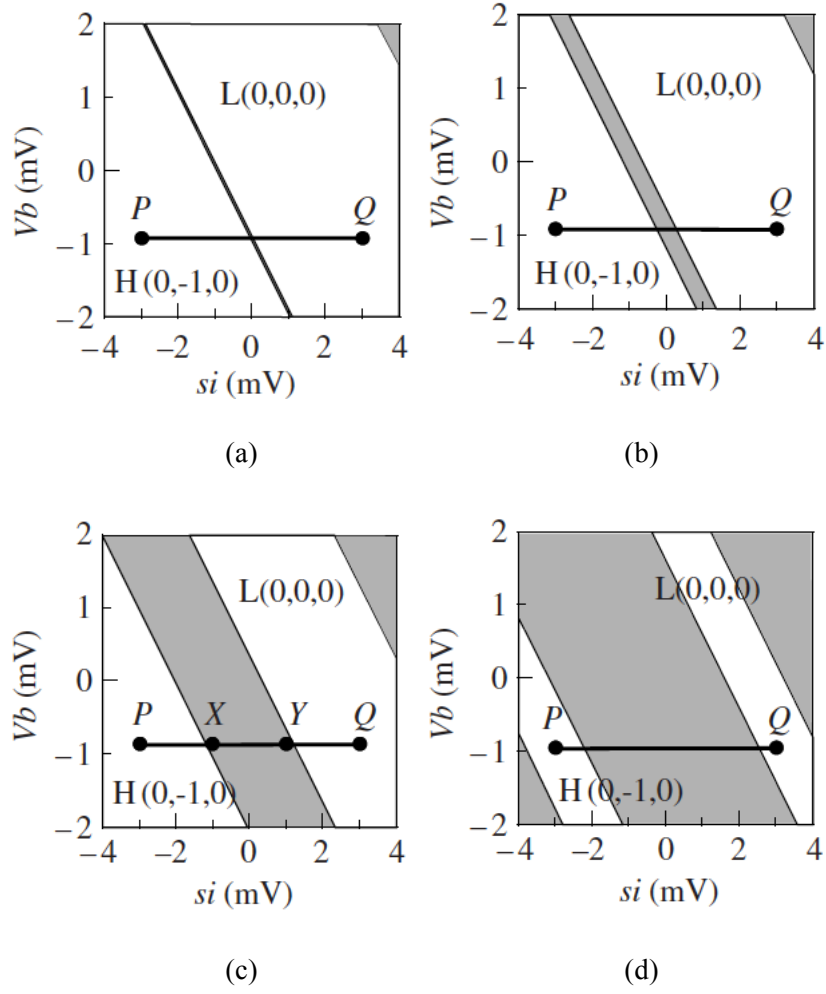 2
1
0
−1
−2
Vb (mV)
L(0,0,0)
P
Q
H (0,-1,0)
−4
−2
0
2
4
si (mV)
(a)
2
1
0
−1
−2
Vb (mV)
L(0,0,0)
P
Q
H (0,-1,0)
−4
−2
0
2
4
si (mV)
(b)
2
1
0
−1
−2
Vb (mV)
L(0,0,0)
P
X
Y
Q
H (0,-1,0)
−4
−2
0
2
4
si (mV)
(c)
2
1
0
−1
−2
Vb (mV)
L(0,0,0)
P
Q
H (0,-1,0)
−4
−2
0
2
4
si (mV)
(d)